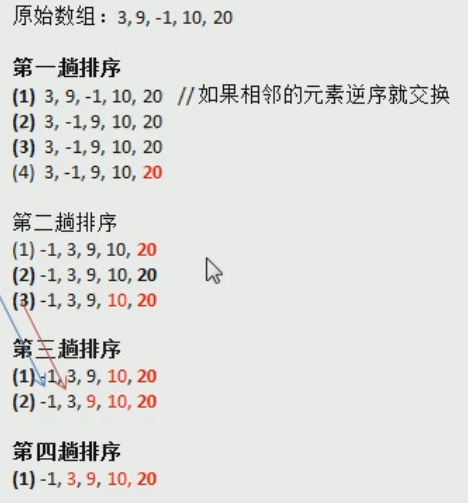 原始数组：3, 9, -1, 10, 20
第一趟排序
(1) 3, 9, -1, 10, 20 //如果相邻的元素逆序就交换
(2) 3, -1, 9, 10, 20
(3) 3, -1, 9, 10, 20
(4) 3, -1, 9, 10, 20
第二趟排序
(1) -1, 3, 9, 10, 20
(2) -1, 3, 9, 10, 20
(3) -1, 3, 9, 10, 20
第三趟排序
(1) -1, 3, 9, 10, 20
(2) -1, 3, 9, 10, 20
第四趟排序
(1) -1, 3, 9, 10, 20